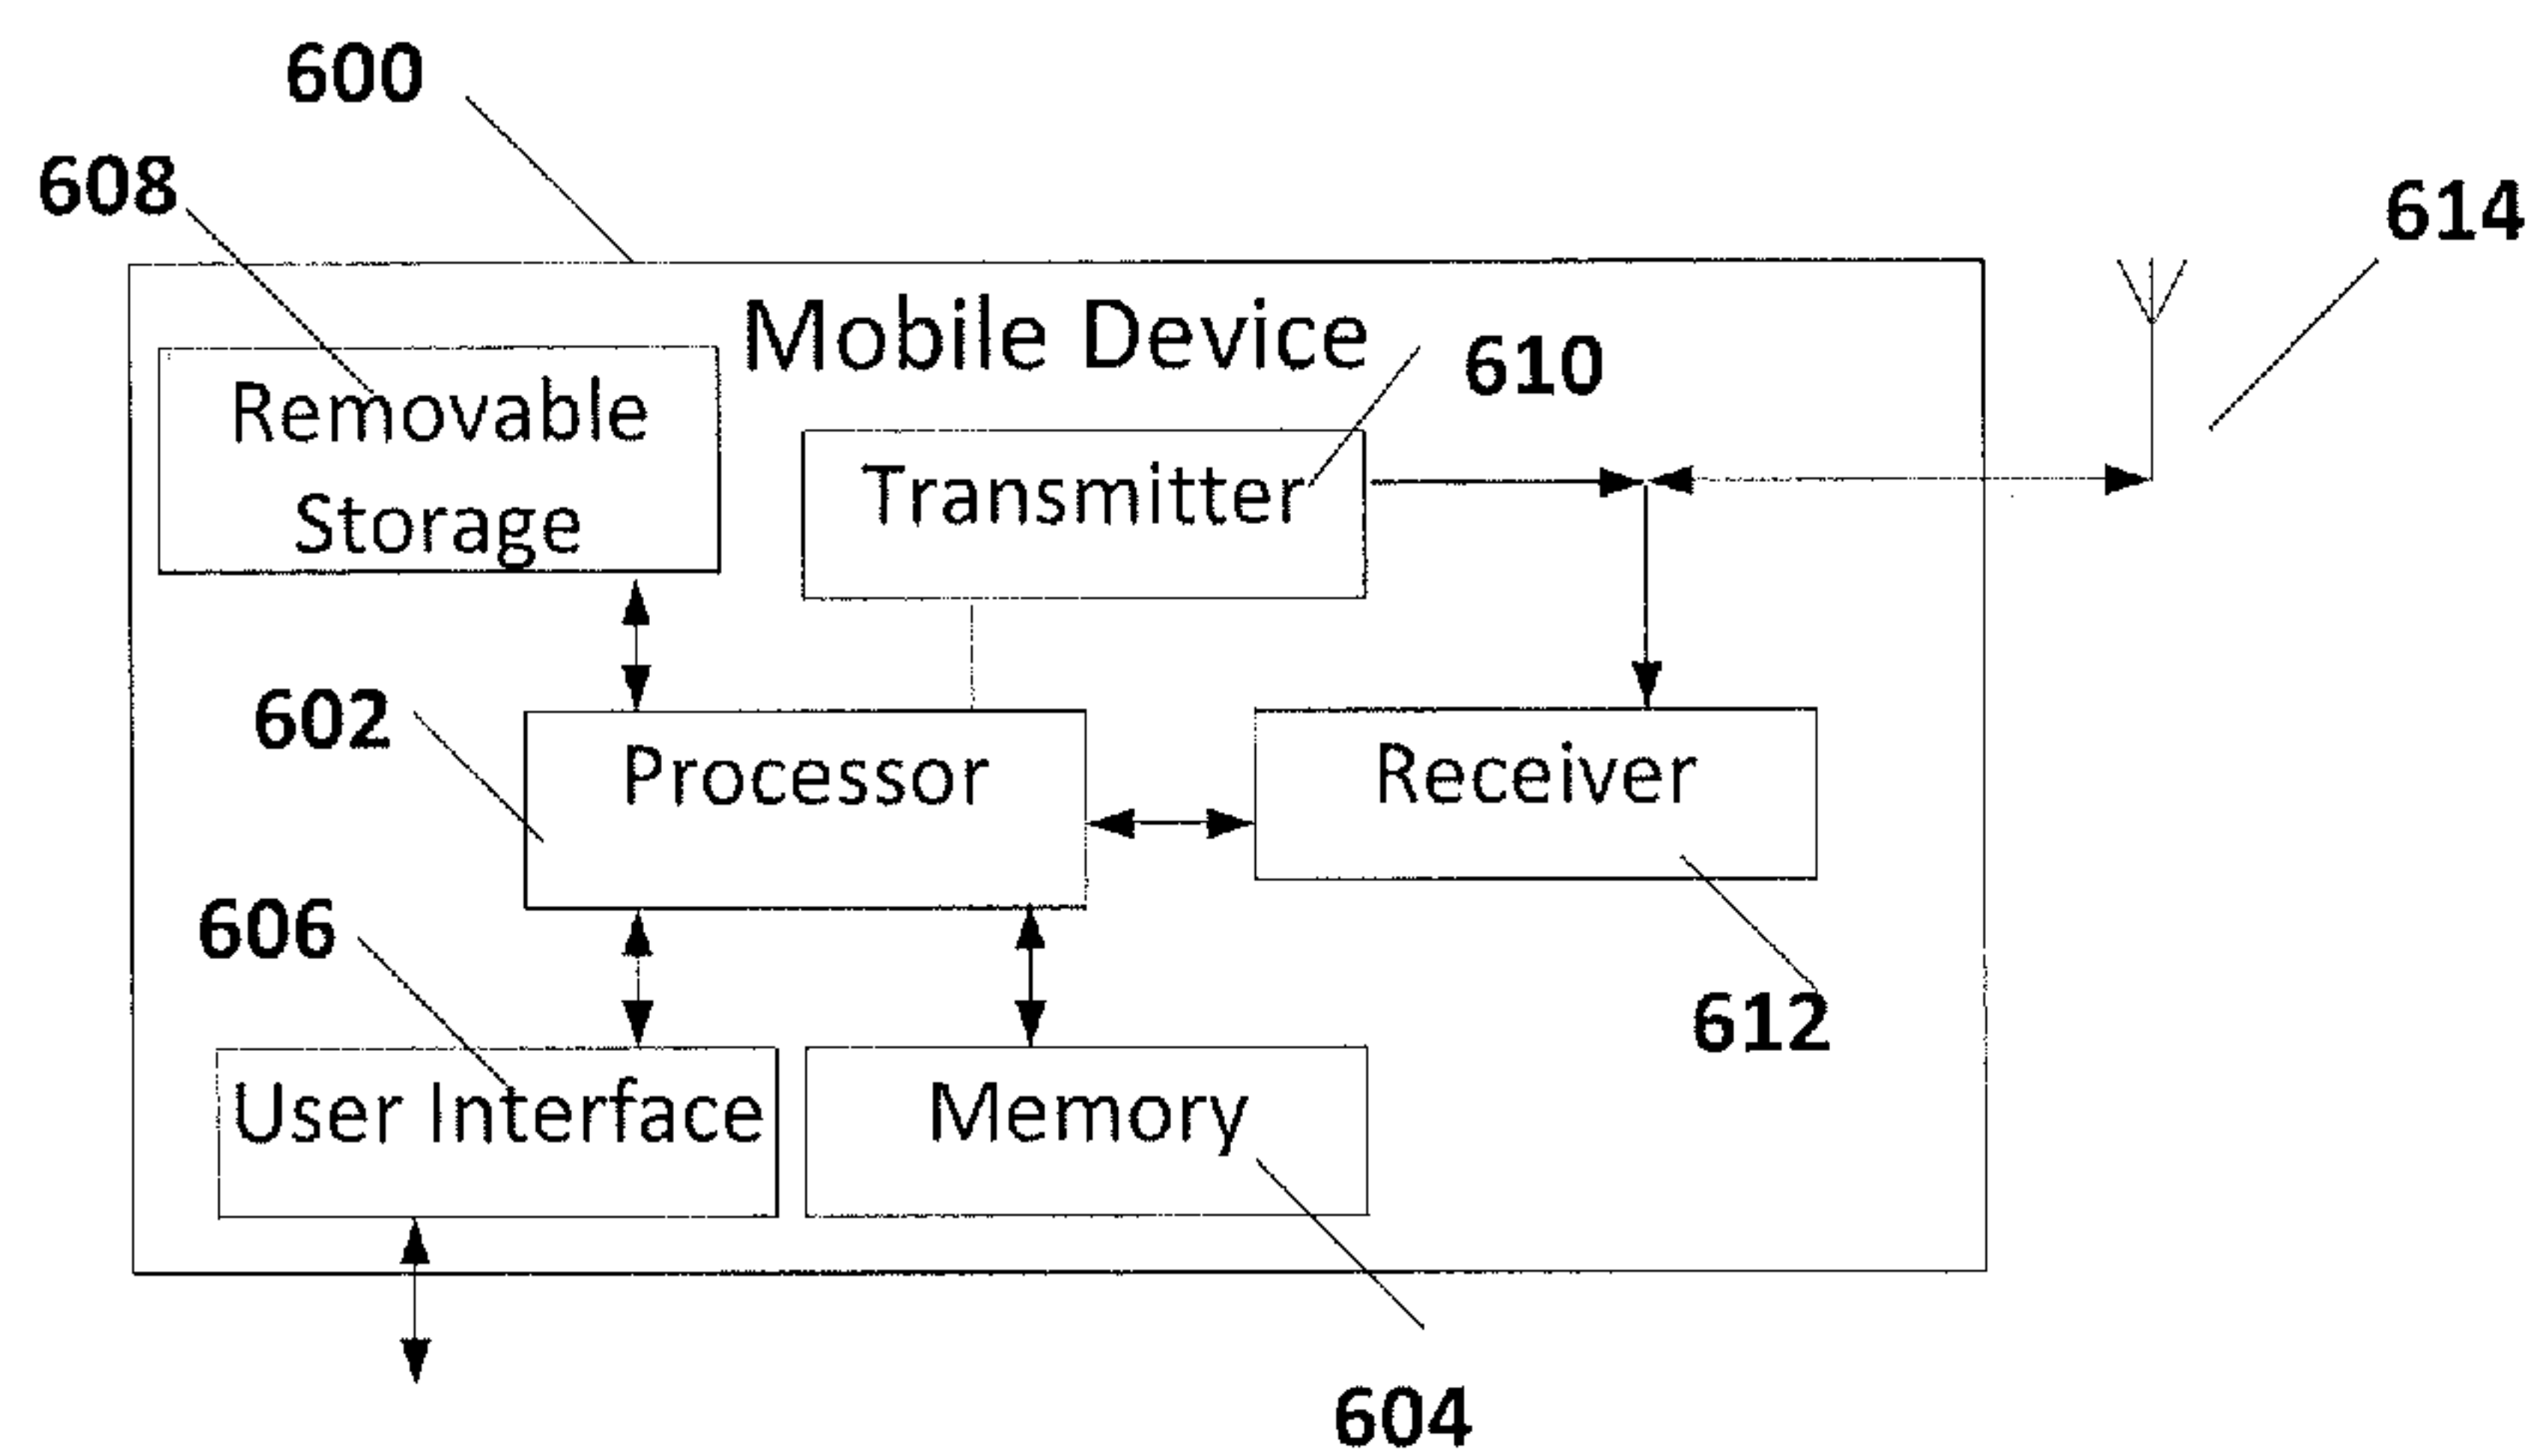 600
608
614
Mobile Device
610
Removable
Storage
Transmitter
602
Processor
Receiver
606
612
User Interface
Memory
604